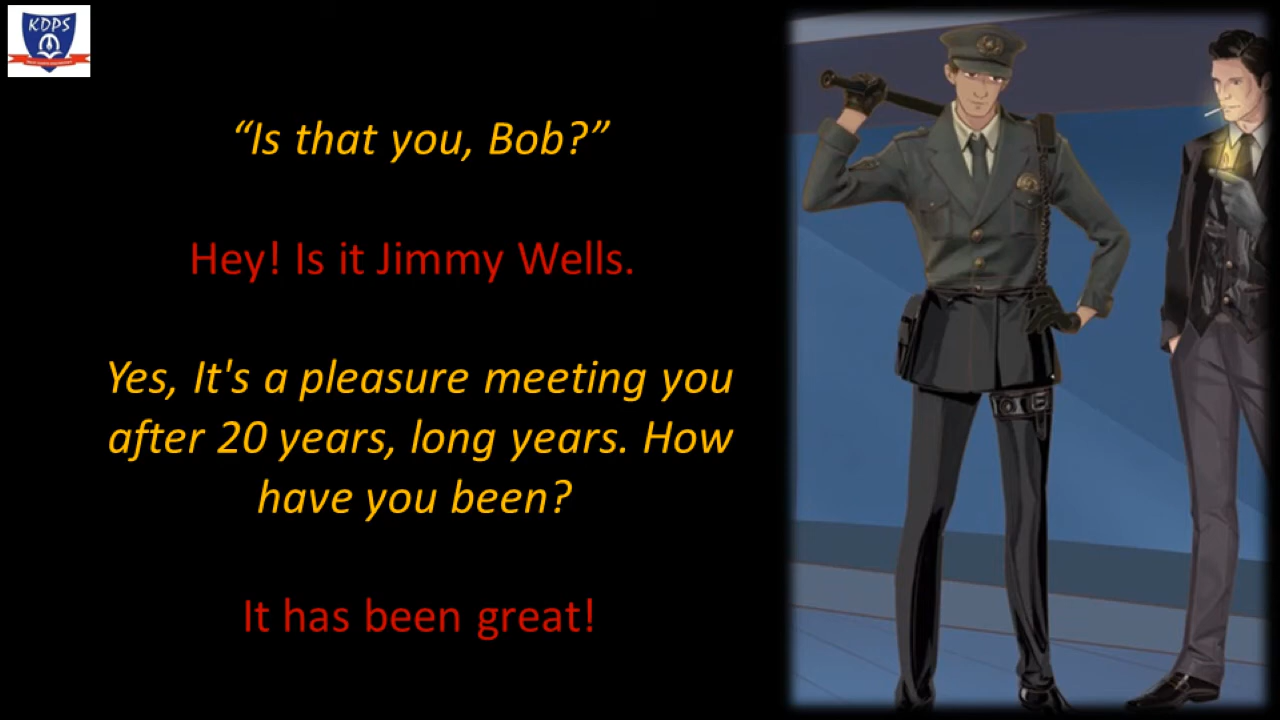 KDPS
“Is that you, Bob?”
Hey! Is it Jimmy Wells.
Yes, It's a pleasure meeting you
after 20 years, long years. How
have you been?
It has been great!